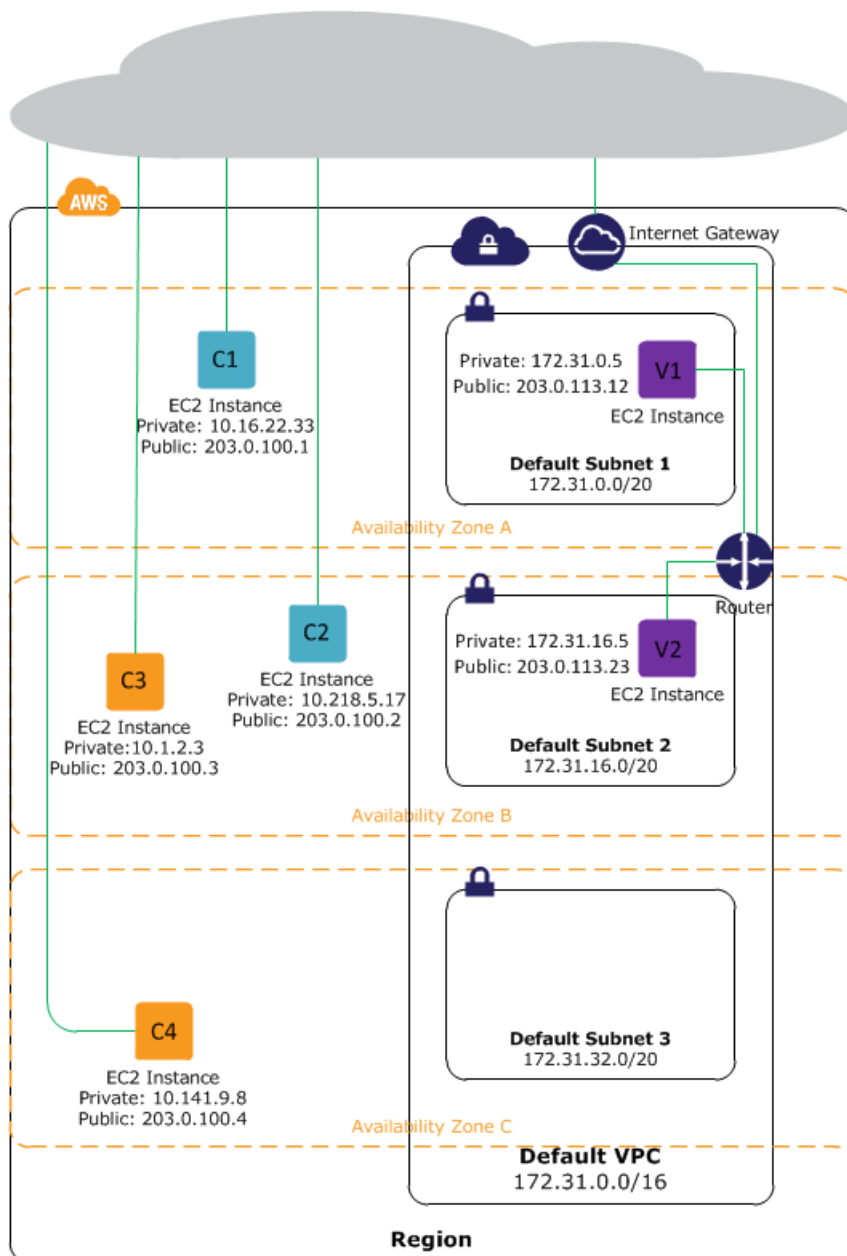 AWS
Internet Gateway
C1
EC2 Instance
Private: 10.16.22.33
Public: 203.0.100.1
Private: 172.31.0.5
Public: 203.0.113.12
V1
EC2 Instance
Default Subnet 1
172.31.0.0/20
Availability Zone A
Router
C2
EC2 Instance
Private: 10.218.5.17
Public: 203.0.100.2
C3
EC2 Instance
Private:10.1.2.3
Public: 203.0.100.3
Private: 172.31.16.5
Public: 203.0.113.23
V2
EC2 Instance
Default Subnet 2
172.31.16.0/20
Availability Zone B
C4
EC2 Instance
Private: 10.141.9.8
Public: 203.0.100.4
Default Subnet 3
172.31.32.0/20
Availability Zone C
Default VPC
172.31.0.0/16
Region